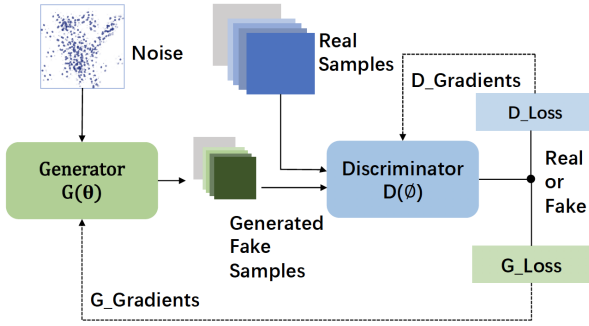 Noise
Real
Samples
D_Gradients
D_Loss
Generator
G(θ)
Discriminator
D(∅)
Real
or
Fake
Generated
Fake
Samples
G_Loss
G_Gradients